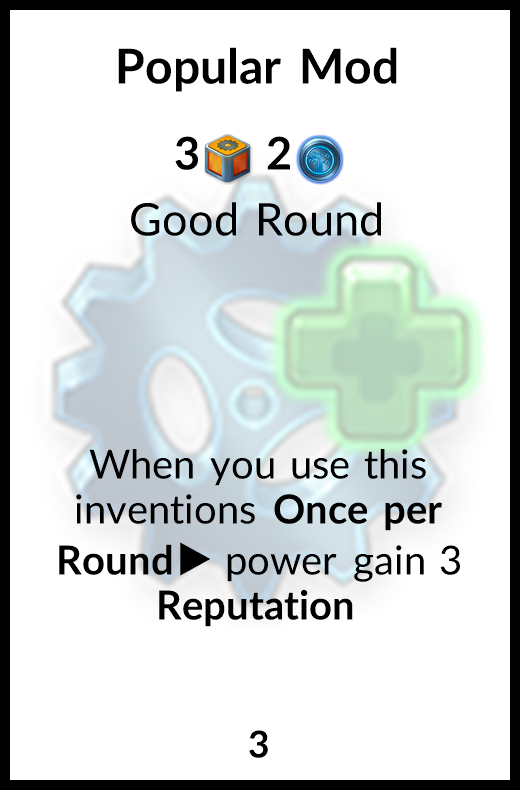 Popular Mod
3 2
Good Round
When you use this
inventions Once per
Round▶ power gain 3
Reputation
3